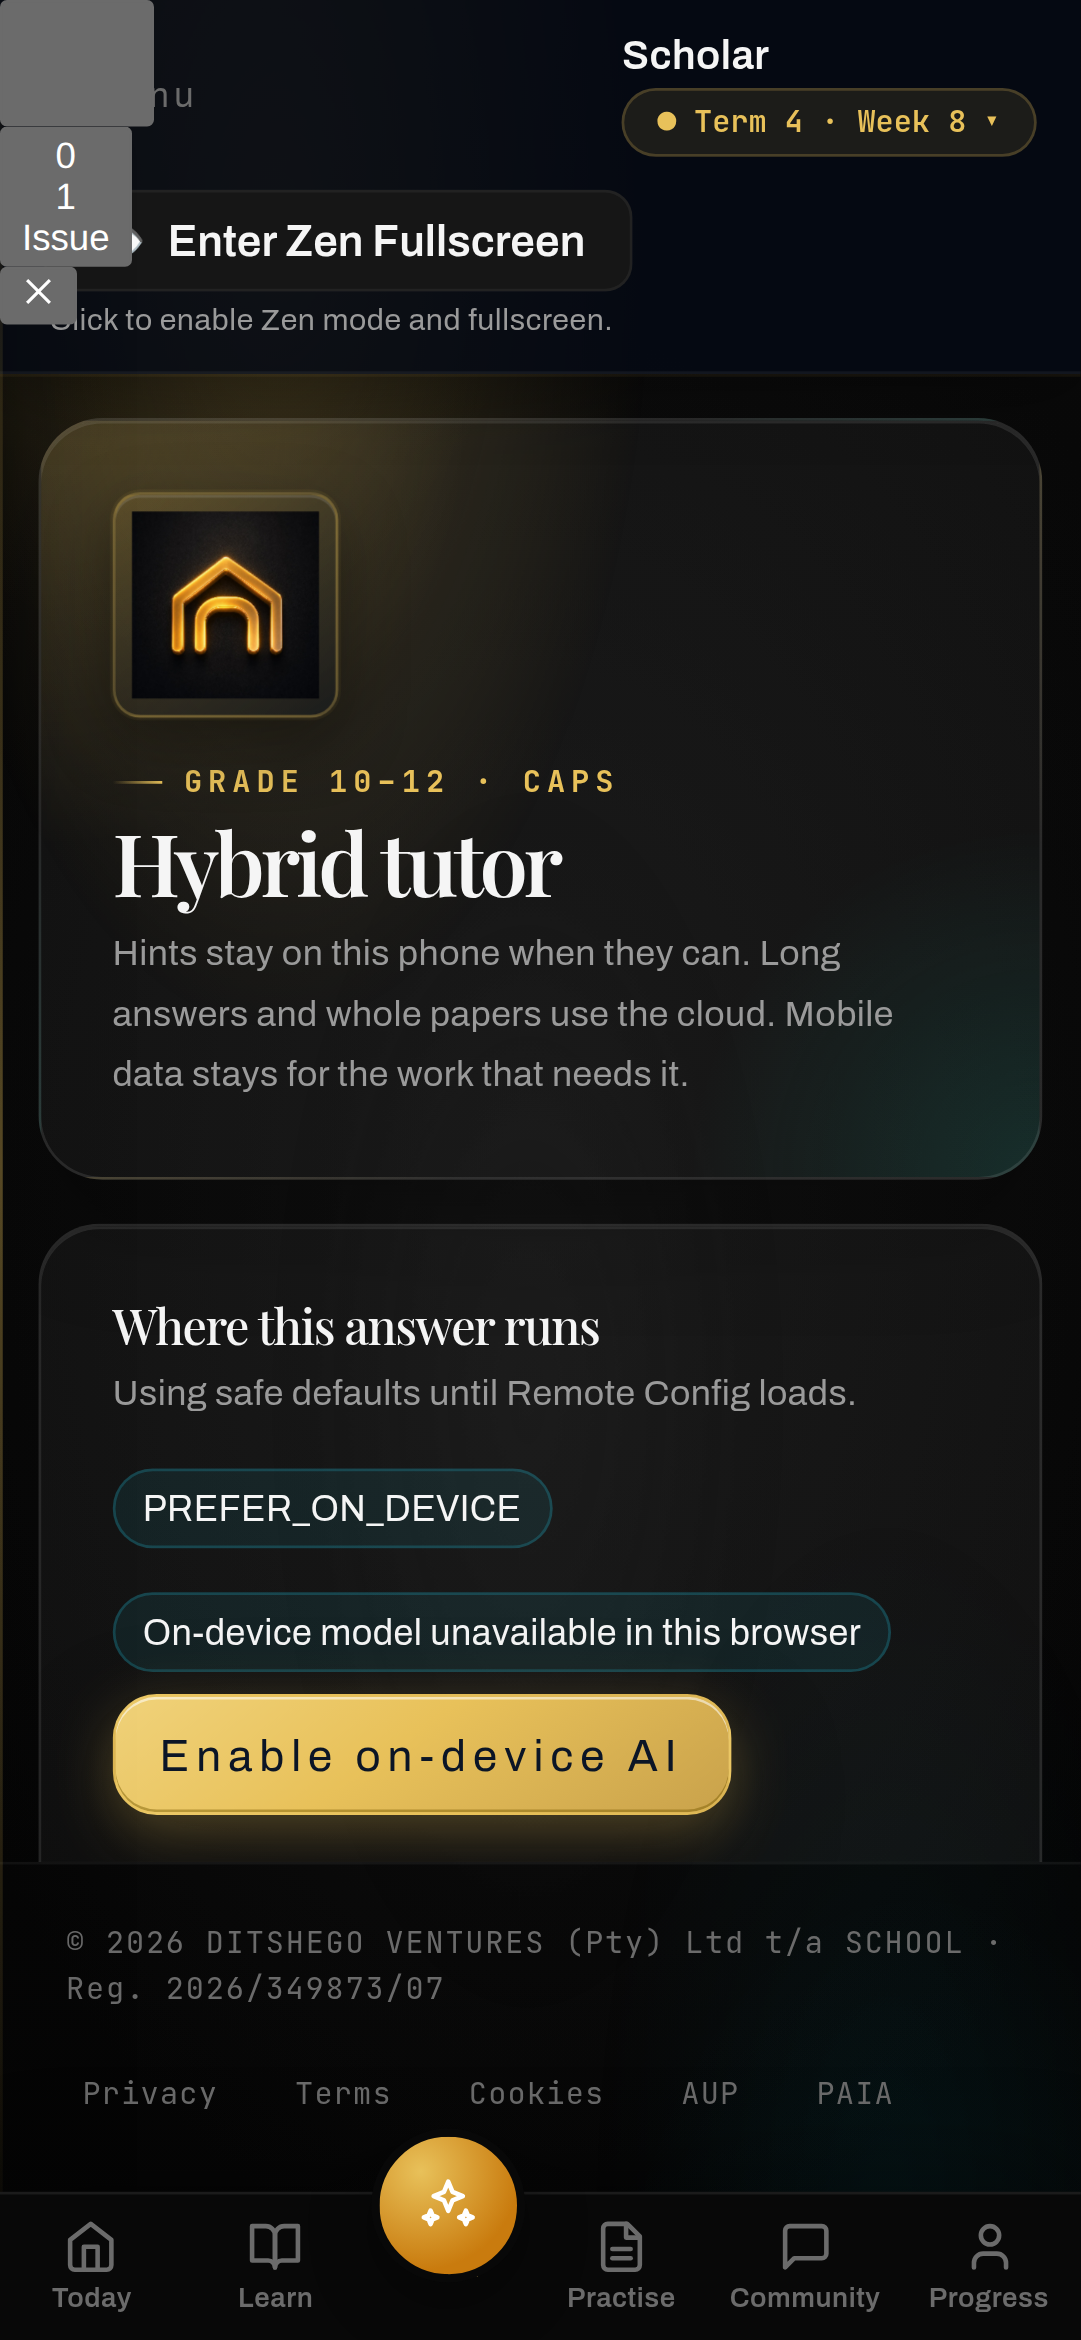 Scholar
Term 4 · Week 8 ▾
0
1
Issue
Enter Zen Fullscreen
to enable Zen mode and fullscreen.
GRADE 10–12 · CAPS
Hybrid tutor
Hints stay on this phone when they can. Long
answers and whole papers use the cloud. Mobile
data stays for the work that needs it.
Where this answer runs
Using safe defaults until Remote Config loads.
PREFER_ON_DEVICE
On-device model unavailable in this browser
Enable on-device AI
© 2026 DITSHEGO VENTURES (Pty) Ltd t/a SCHOOL ·
Reg. 2026/349873/07
Privacy Terms Cookies AUP PAIA
Today Learn Practise Community Progress